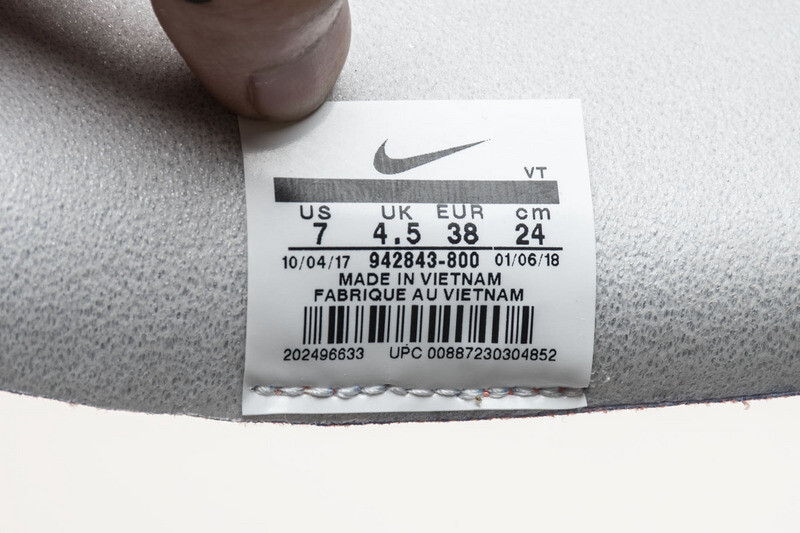 VT
US UK EUR cm
7 4.5 38 24
10/04/17 942843-800 01/06/18
MADE IN VIETNAM
FABRIQUE AU VIETNAM
202496633 UPC 00887230304852